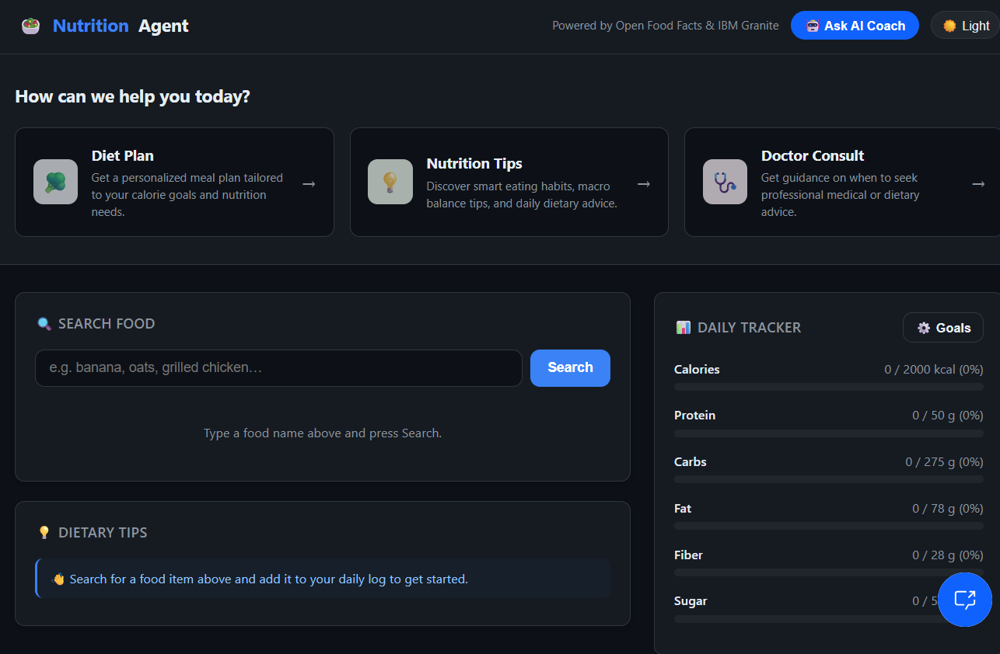 Nutrition Agent
Powered by Open Food Facts & IBM Granite
Ask AI Coach
Light
How can we help you today?
Diet Plan
Get a personalized meal plan tailored
to your calorie goals and nutrition
needs.
→
Nutrition Tips
Discover smart eating habits, macro
balance tips, and daily dietary advice.
→
Doctor Consult
Get guidance on when to seek
professional medical or dietary
advice.
→
SEARCH FOOD
e.g. banana, oats, grilled chicken…
Search
Type a food name above and press Search.
DIETARY TIPS
Search for a food item above and add it to your daily log to get started.
DAILY TRACKER
Goals
Calories 0 / 2000 kcal (0%)
Protein 0 / 50 g (0%)
Carbs 0 / 275 g (0%)
Fat 0 / 78 g (0%)
Fiber 0 / 28 g (0%)
Sugar 0 /